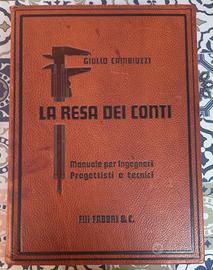 GIULIO CAMBIUZZI
LA RESA DEI CONTI
Manuale per Ingegneri
Progettisti e tecnici
Flli FABBRI & C.